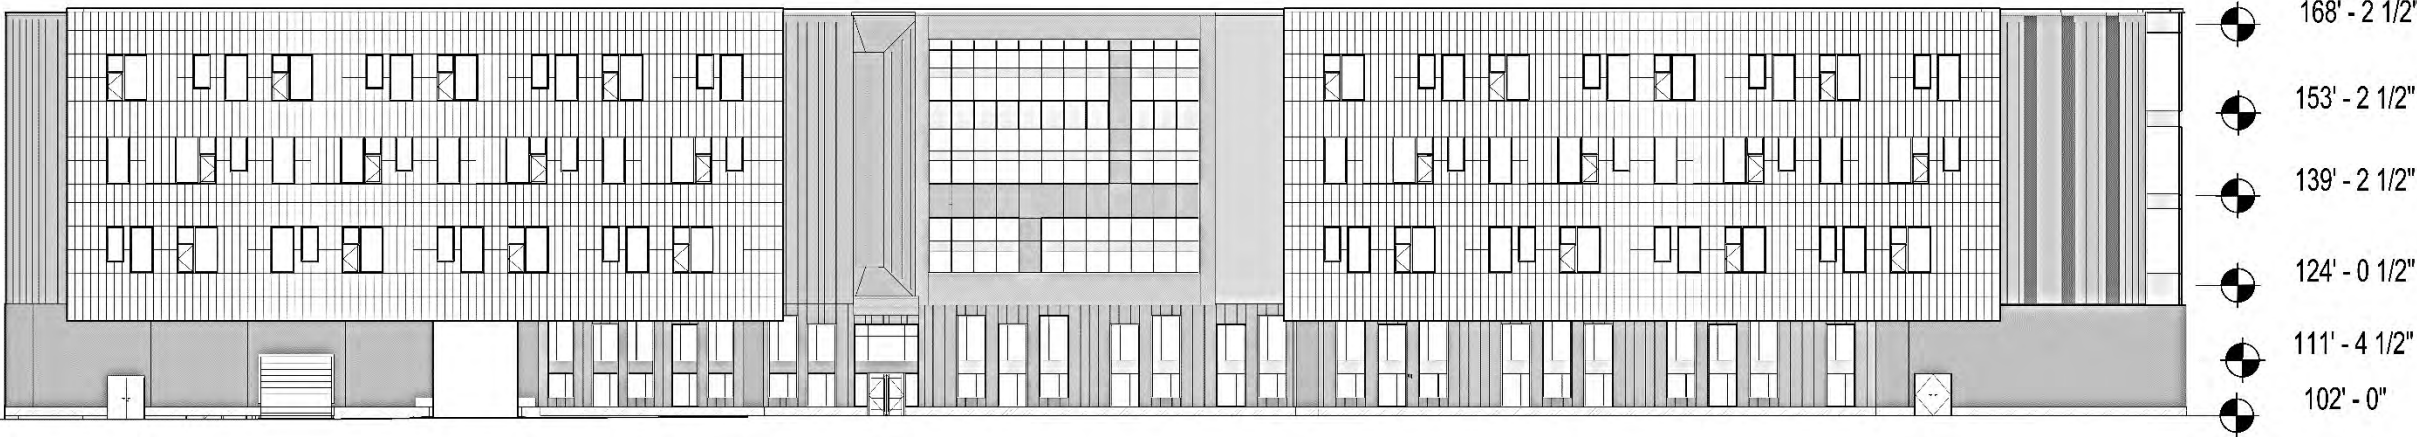 168' - 2 1/2"
153' - 2 1/2"
139' - 2 1/2"
124' - 0 1/2"
111' - 4 1/2"
102' - 0"